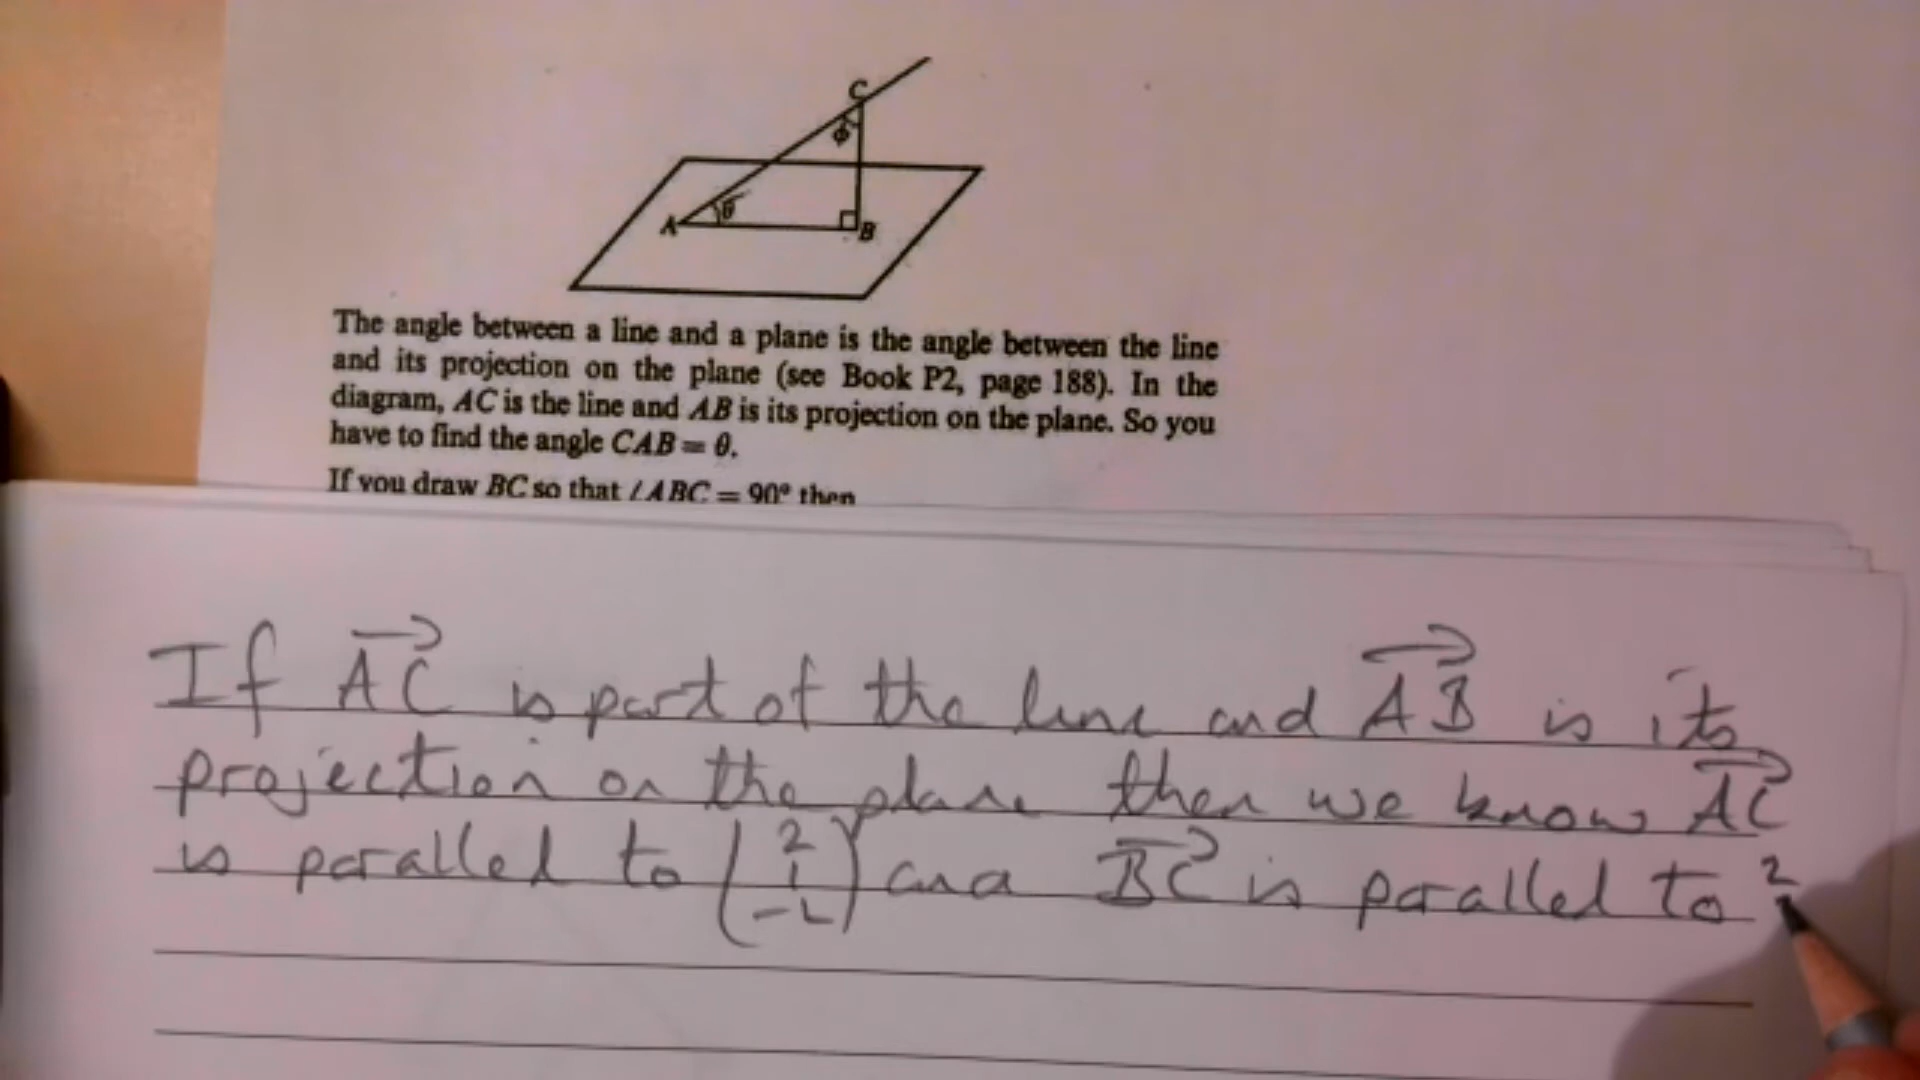 C
φ
θ
A
B
The angle between a line and a plane is the angle between the line
and its projection on the plane (see Book P2, page 188). In the
diagram, AC is the line and AB is its projection on the plane. So you
have to find the angle CAB = θ.
If you draw BC so that ∠ABC = 90° then
If AC is part of the line and AB is its
projection on the plane then we know AC
is parallel to (2 1 -2) and BC is parallel to 2